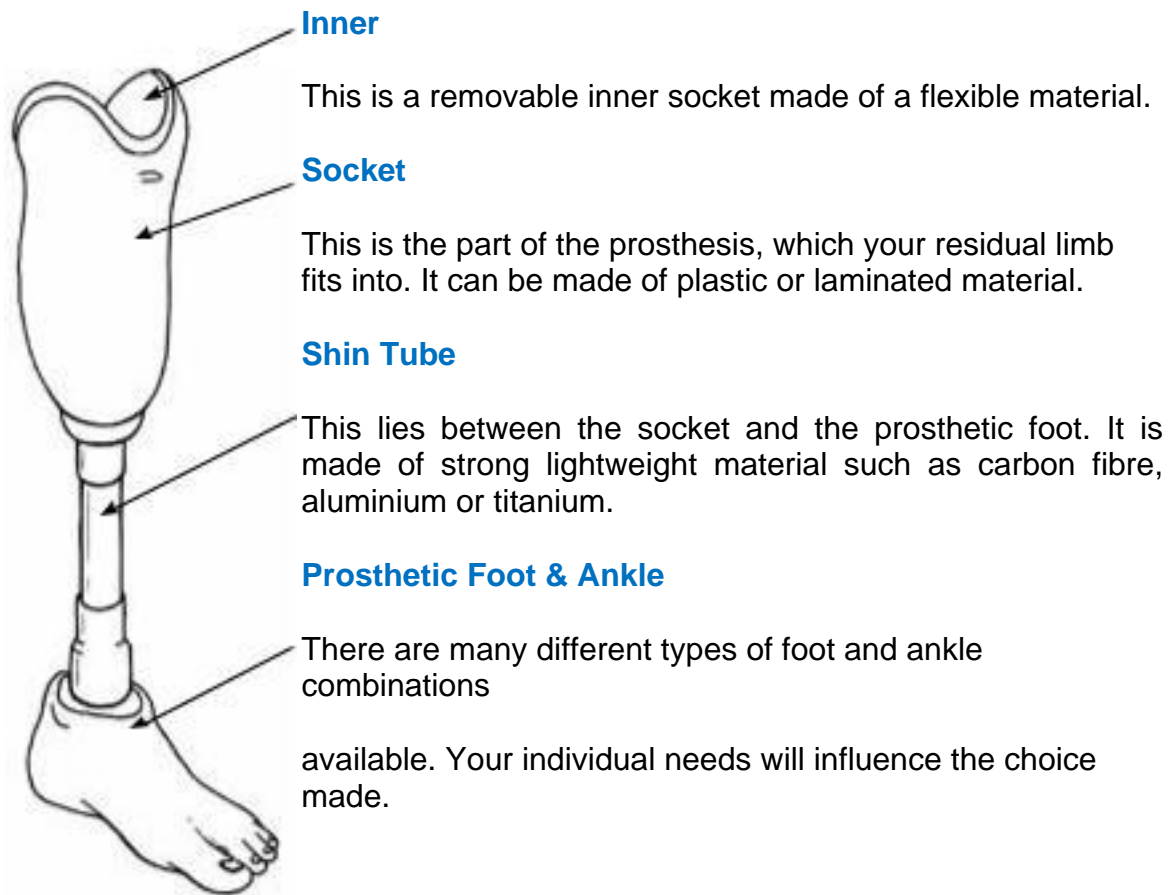 Inner
This is a removable inner socket made of a flexible material.
Socket
This is the part of the prosthesis, which your residual limb
fits into. It can be made of plastic or laminated material.
Shin Tube
This lies between the socket and the prosthetic foot. It is
made of strong lightweight material such as carbon fibre,
aluminium or titanium.
Prosthetic Foot & Ankle
There are many different types of foot and ankle
combinations
available. Your individual needs will influence the choice
made.